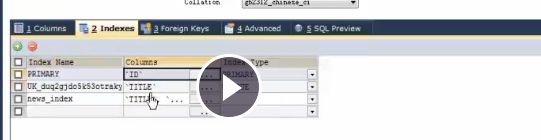 Collation gb2312_chinese_ci
1 Columns 2 Indexes 3 Foreign Keys 4 Advanced 5 SQL Preview
Index Name Columns Index Type
PRIMARY `ID` ... PRIMARY
`TITLE`
news_index `TITLE`, `...